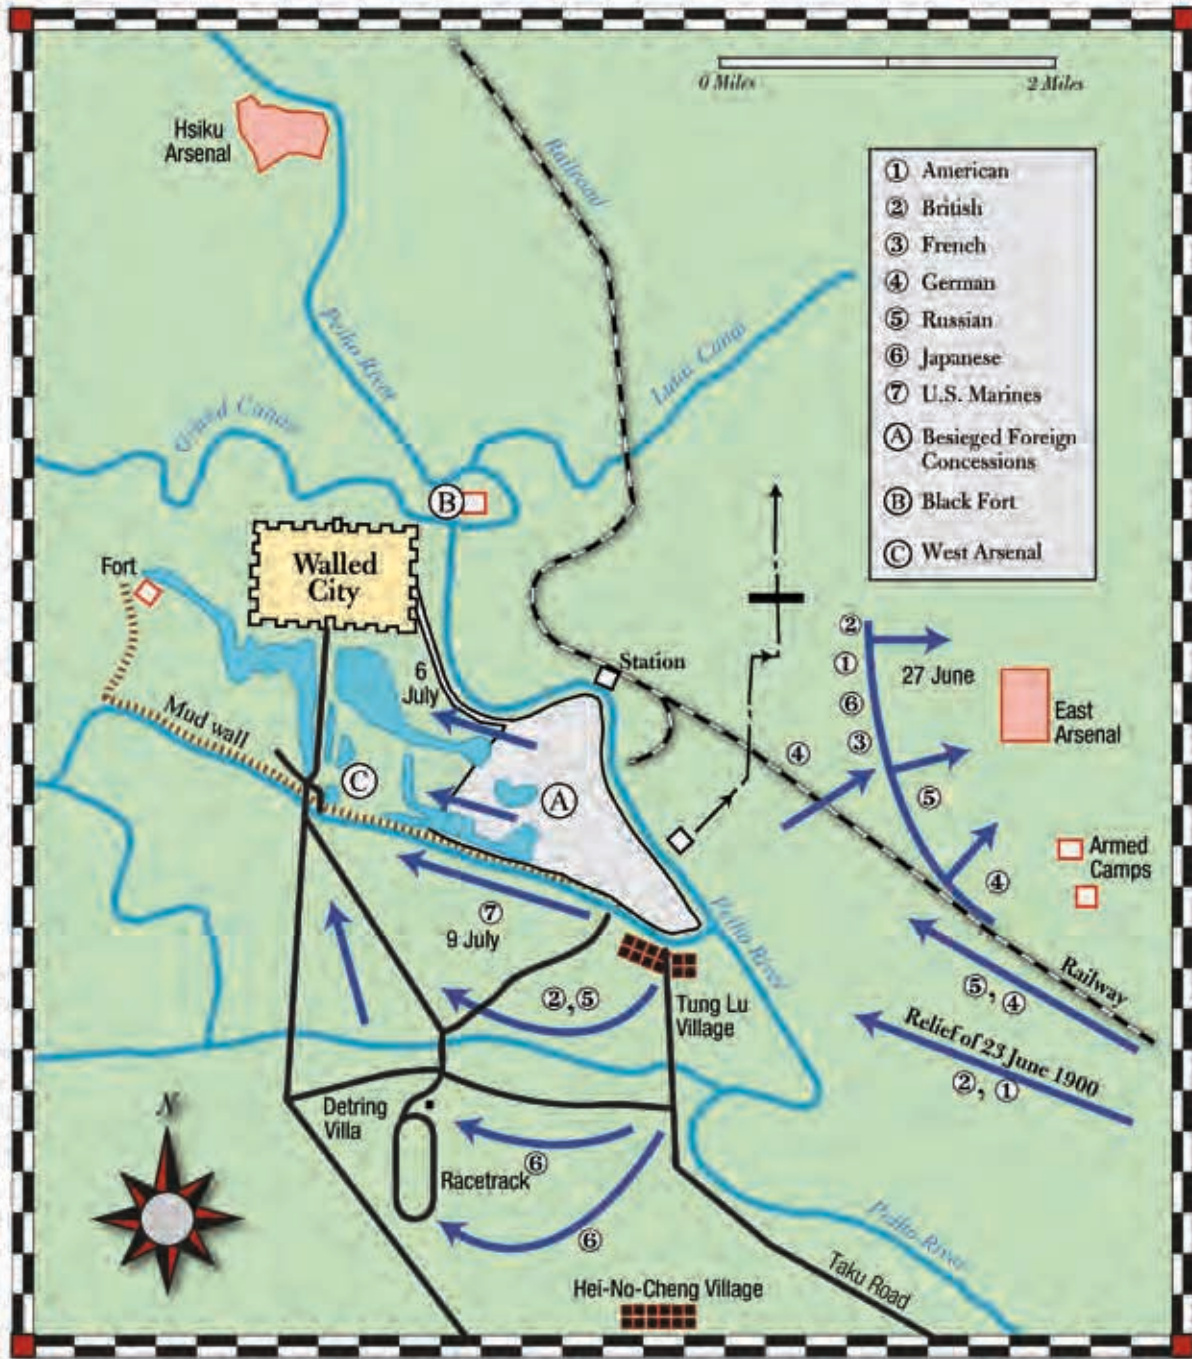 0 Miles
2 Miles
Hsiku
Arsenal
Railroad
① American
② British
③ French
④ German
⑤ Russian
⑥ Japanese
⑦ U.S. Marines
Ⓐ Besieged Foreign
Concessions
Ⓑ Black Fort
Ⓒ West Arsenal
Peiho River
Lutai Canal
Grand Canal
B
Fort
Walled
City
6
July
Station
Mud wall
C
A
②
①
⑥
③
④
27 June
East
Arsenal
⑤
④
Armed
Camps
⑦
9 July
②,⑤
Tung Lu
Village
Peiho River
Railway
⑤, ④
Relief of 23 June 1900
②, ①
N
Detring
Villa
⑥
Racetrack
⑥
Peiho River
Taku Road
Hei-No-Cheng Village